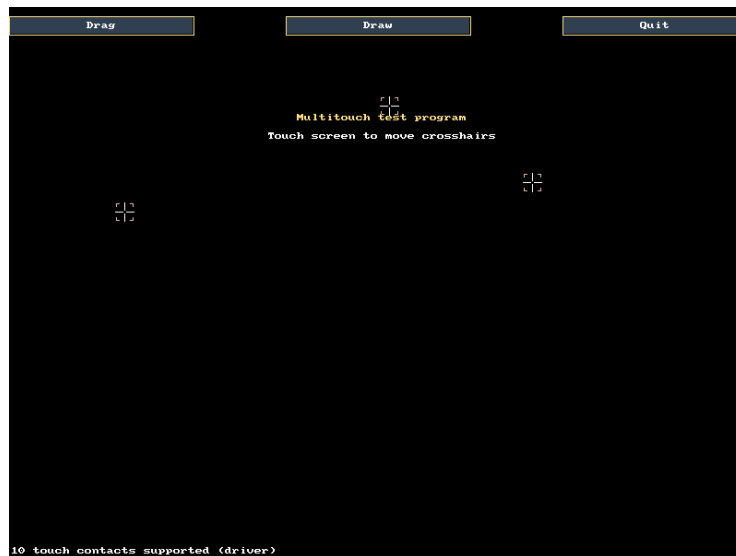 Drag Draw Quit
Multitouch test program
Touch screen to move crosshairs
10 touch contacts supported (driver)